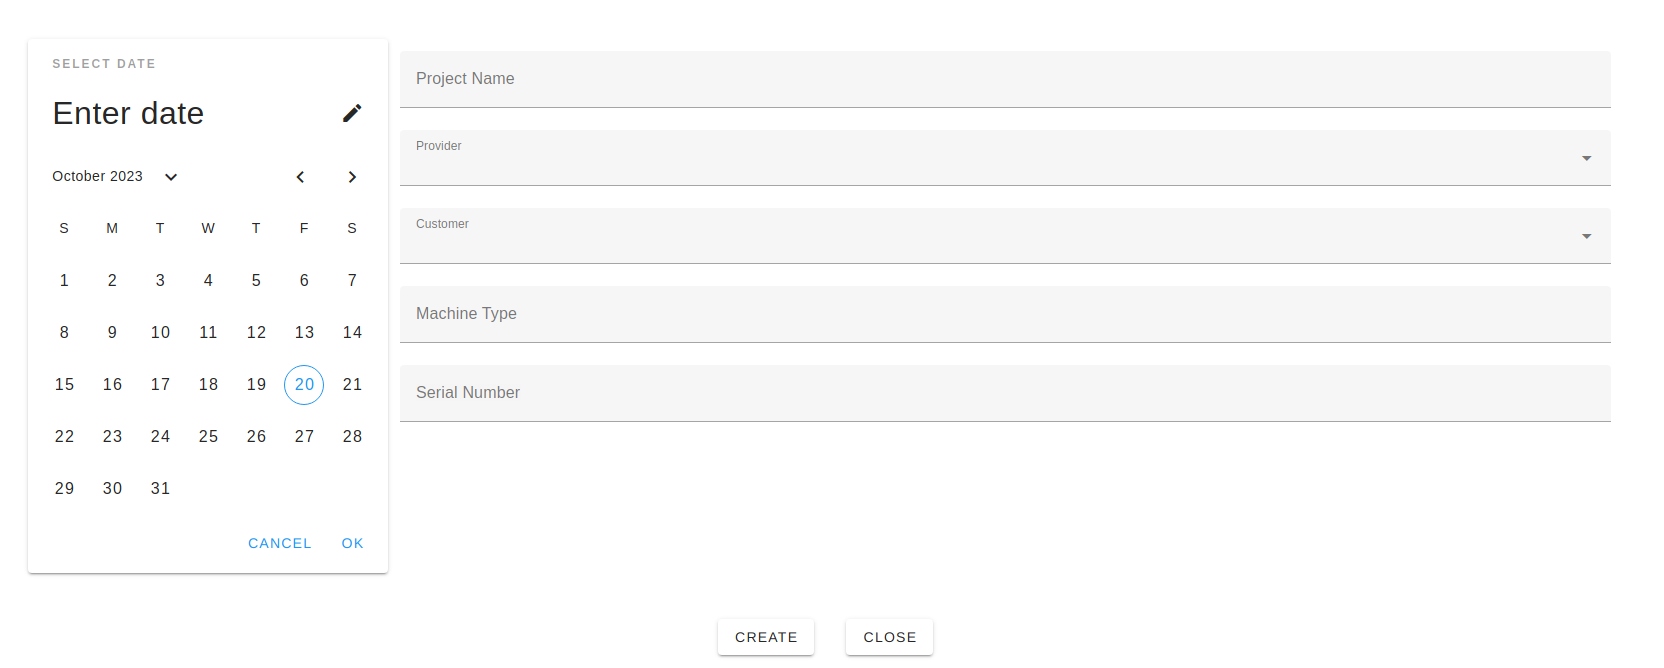 SELECT DATE
Enter date
October 2023
S M T W T F S
1 2 3 4 5 6 7
8 9 10 11 12 13 14
15 16 17 18 19 20 21
22 23 24 25 26 27 28
29 30 31
CANCEL OK
Project Name
Provider
Customer
Machine Type
Serial Number
CREATE CLOSE